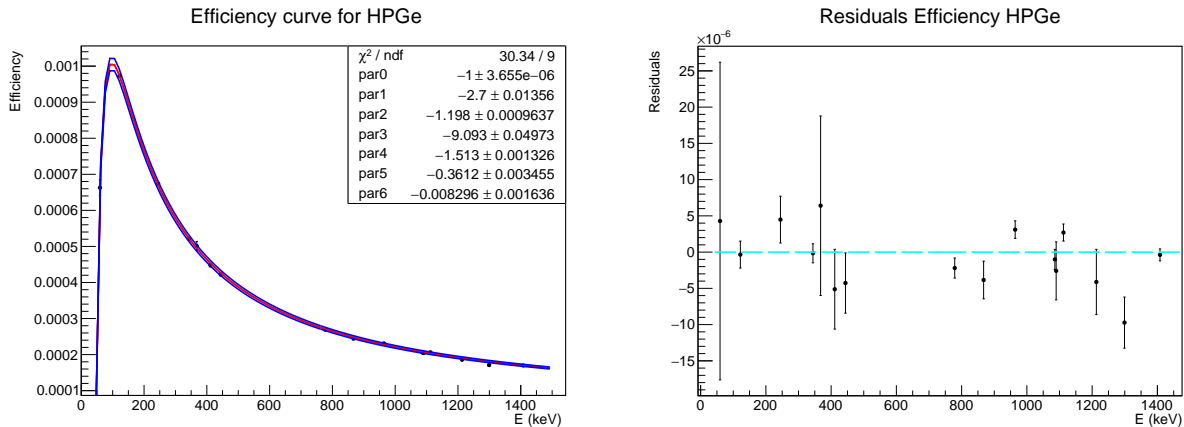 Efficiency curve for HPGe
Efficiency
0.001
0.0009
0.0008
0.0007
0.0006
0.0005
0.0004
0.0003
0.0002
0.0001
0 200 400 600 800 1000 1200 1400
E (keV)
χ² / ndf 30.34 / 9
par0 −1 ± 3.655e−06
par1 −2.7 ± 0.01356
par2 −1.198 ± 0.0009637
par3 −9.093 ± 0.04973
par4 −1.513 ± 0.001326
par5 −0.3612 ± 0.003455
par6 −0.008296 ± 0.001636
Residuals Efficiency HPGe
×10⁻⁶
Residuals
25
20
15
10
5
0
−5
−10
−15
0 200 400 600 800 1000 1200 1400
E (keV)